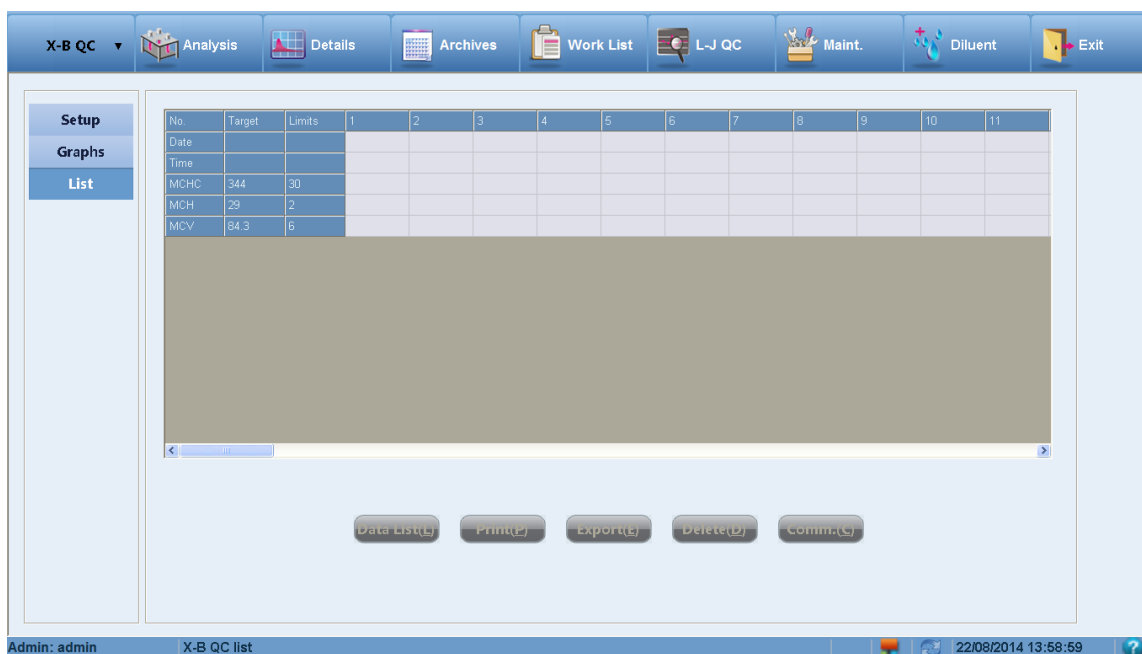 X-B QC ▼ Analysis Details Archives Work List L-J QC Maint. Diluent Exit
Setup
Graphs
List
No. Target Limits 1 2 3 4 5 6 7 8 9 10 11
Date
Time
MCHC 344 30
MCH 29 2
MCV 84.3 6
Data List(L) Print(P) Export(E) Delete(D) Comm.(C)
Admin: admin X-B QC list 22/08/2014 13:58:59 ?